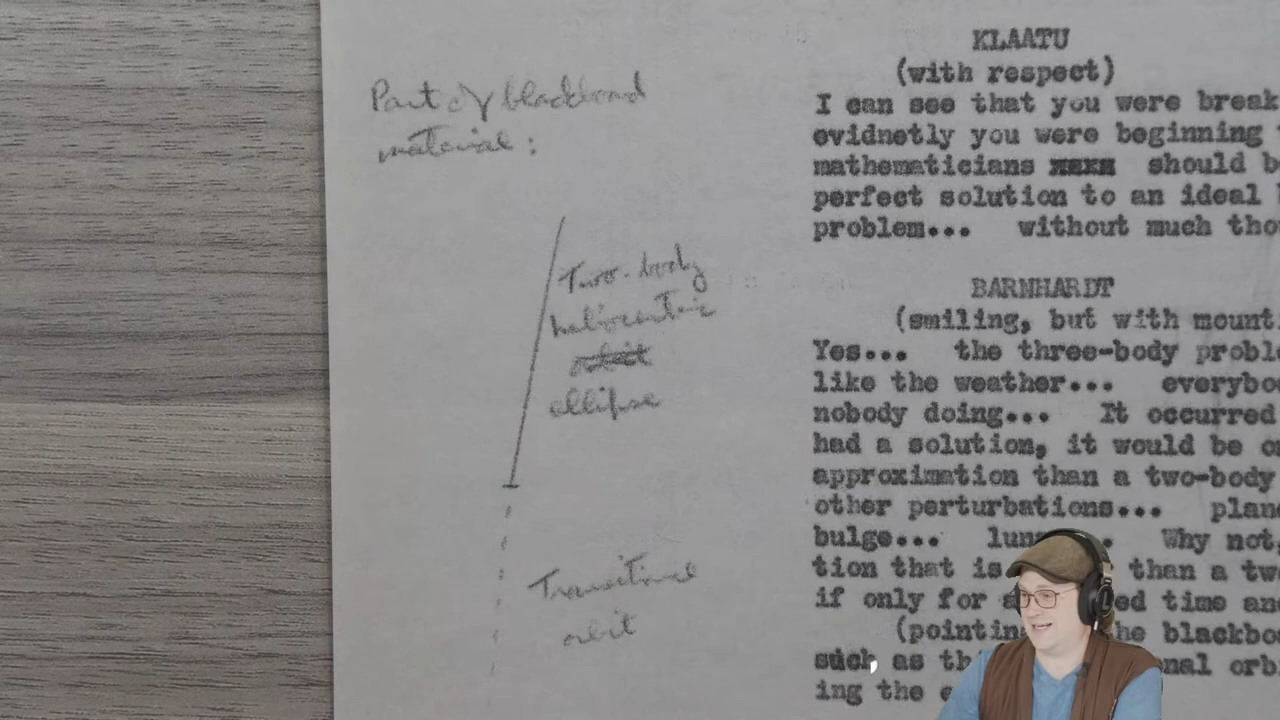 Part of blackboard
material:
Two-body
heliocentric
orbit
ellipse
Transitional
orbit
KLAATU
(with respect)
I can see that you were break
evidnetly you were beginning
mathematicians should b
perfect solution to an ideal
problem... without much tho
BARNHARDT
(smiling, but with mount
Yes... the three-body probl
like the weather... everybo
nobody doing... It occurred
had a solution, it would be o
approximation than a two-body
other perturbations... plan
bulge... lun Why not,
tion that is than a tw
if only for a ed time an
(pointin he blackbo
such as th nal orb
ing the e